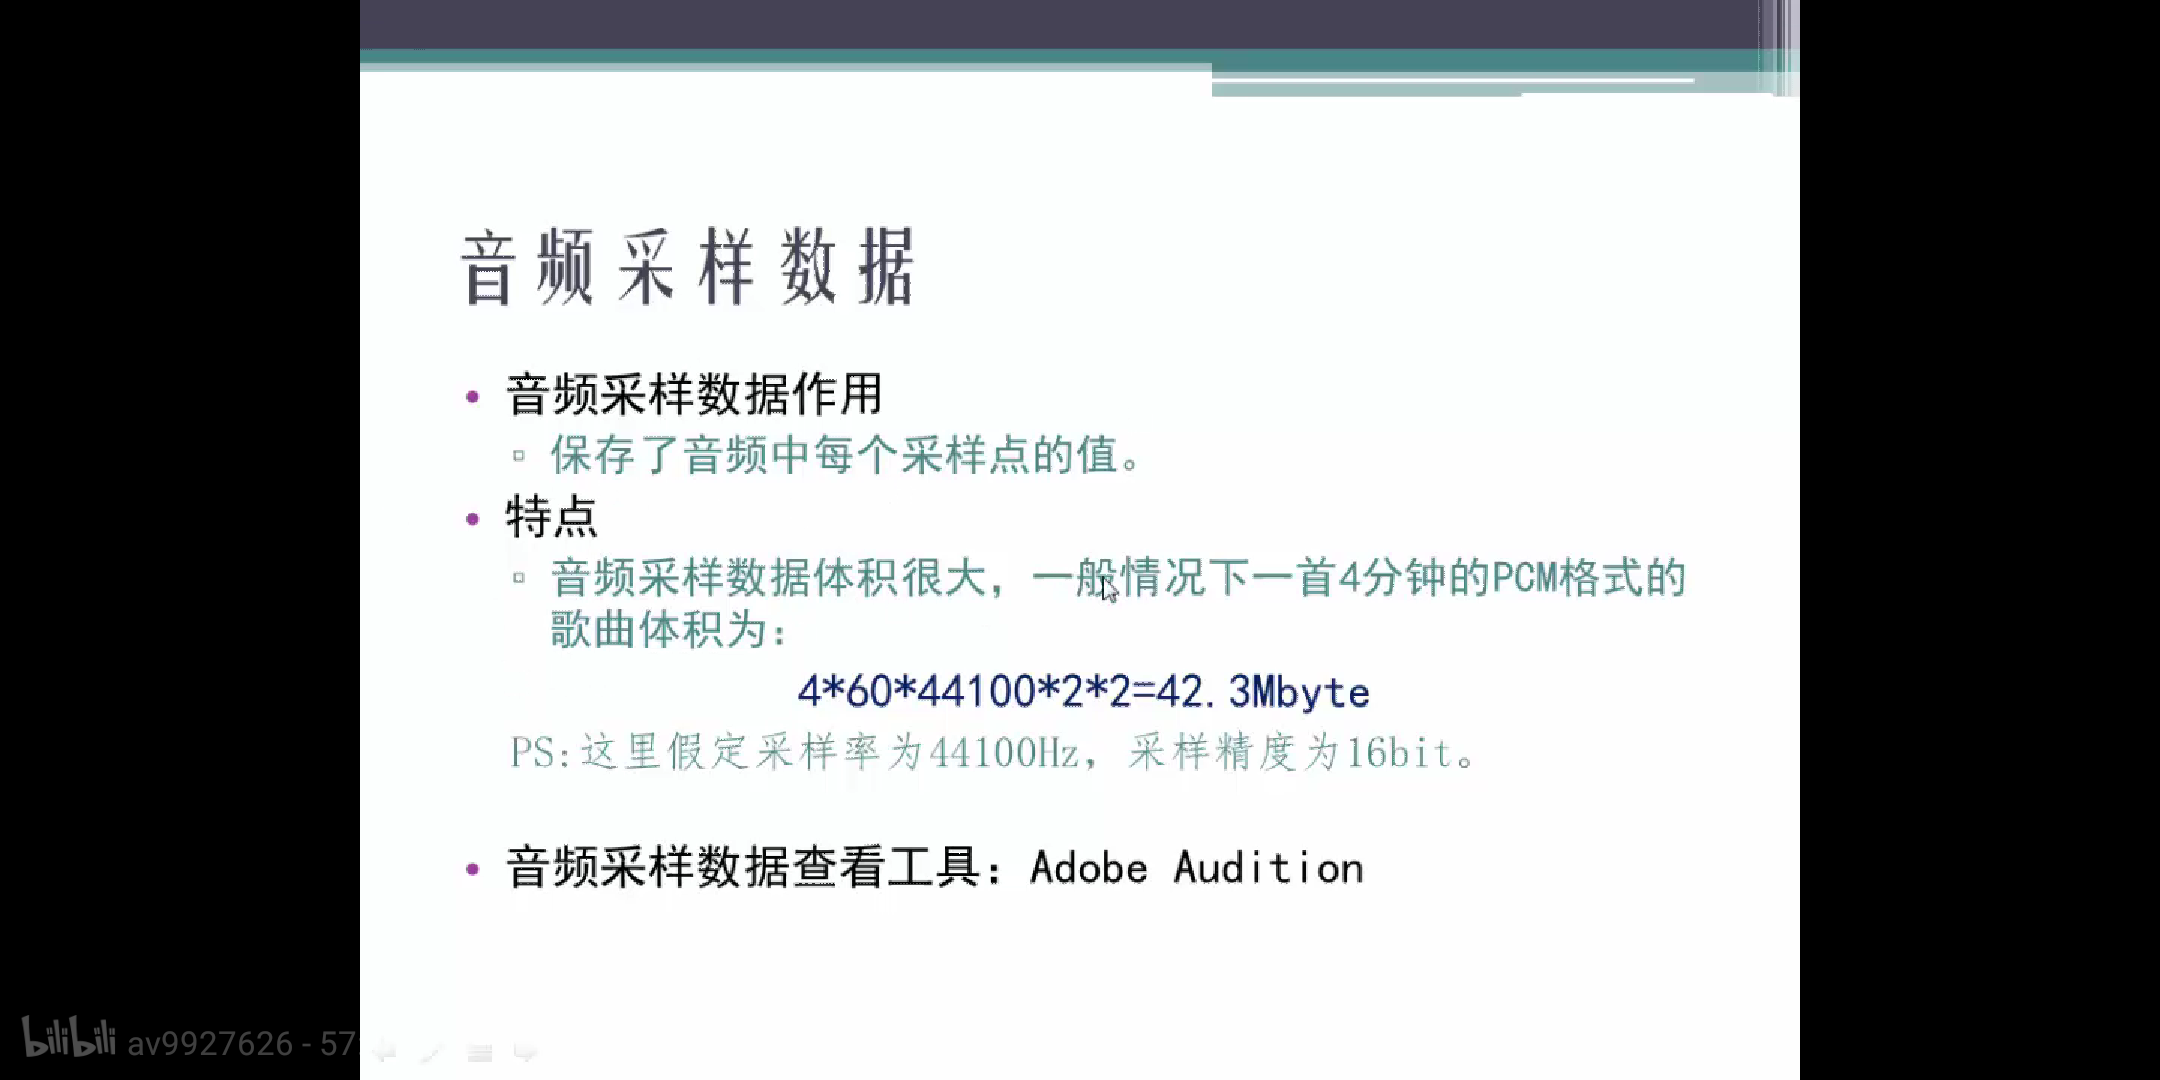 音频采样数据
音频采样数据作用
保存了音频中每个采样点的值。
特点
音频采样数据体积很大，一般情况下一首4分钟的PCM格式的
歌曲体积为：
4*60*44100*2*2=42.3Mbyte
PS:这里假定采样率为44100Hz，采样精度为16bit。
音频采样数据查看工具：Adobe Audition
bilibili av9927626 - 57